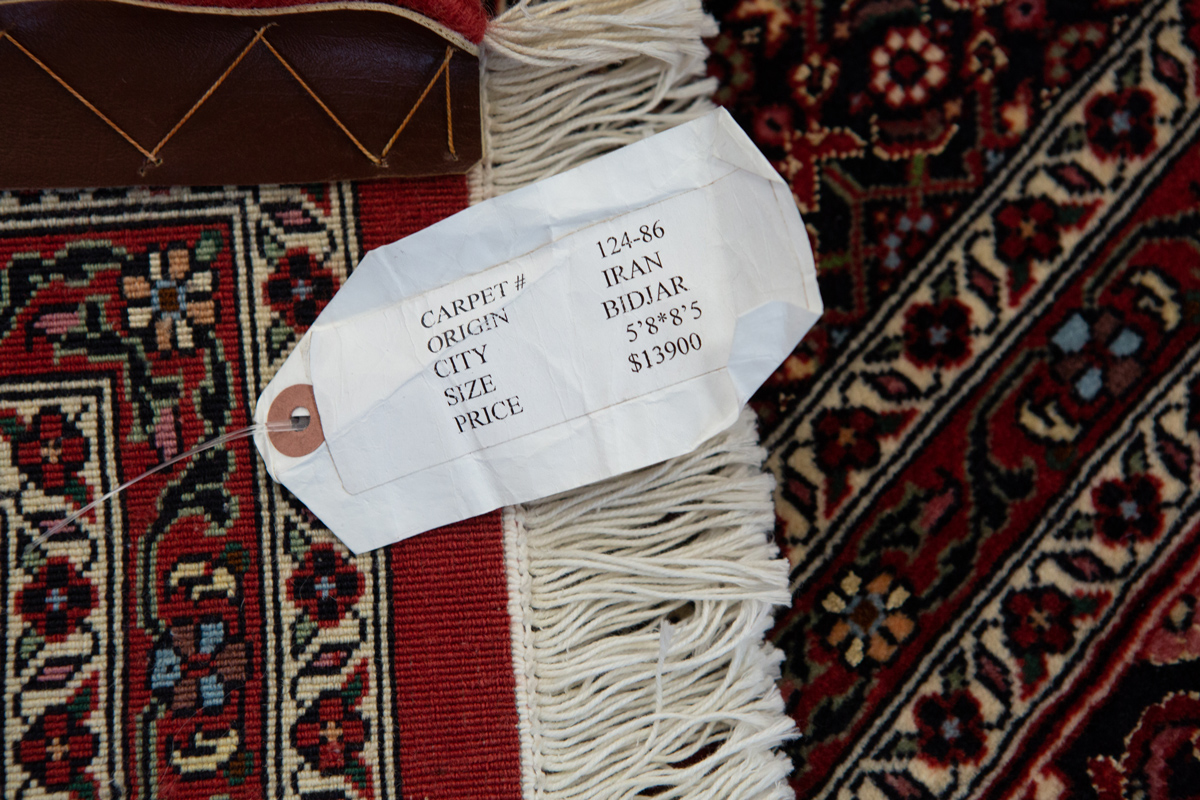 CARPET # 124-86
ORIGIN IRAN
CITY BIDJAR
SIZE 5'8*8'5
PRICE $13900